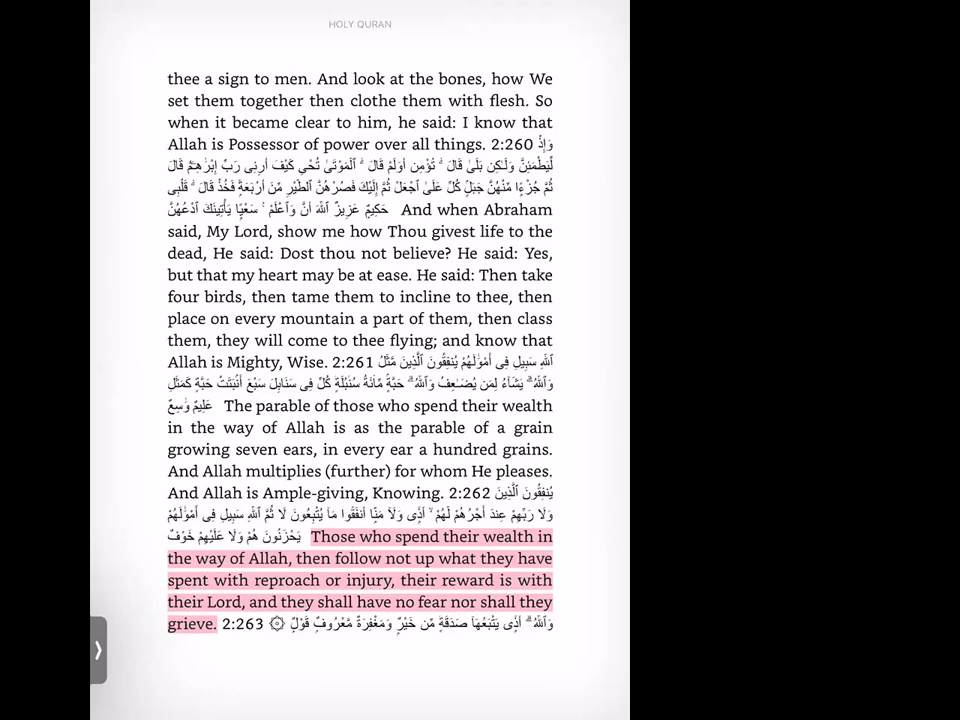 thee a sign to men. And look at the bones, how We
set them together then clothe them with flesh. So
when it became clear to him, he said: I know that
Allah is Possessor of power over all things. 2:260 وَإِذْ
قَالَ إِبْرَٰهِـۧمُ رَبِّ أَرِنِى كَيْفَ تُحْىِ ٱلْمَوْتَىٰ ۖ قَالَ أَوَلَمْ تُؤْمِن ۖ قَالَ بَلَىٰ وَلَـٰكِن لِّيَطْمَئِنَّ
قَلْبِى ۖ قَالَ فَخُذْ أَرْبَعَةً مِّنَ ٱلطَّيْرِ فَصُرْهُنَّ إِلَيْكَ ثُمَّ ٱجْعَلْ عَلَىٰ كُلِّ جَبَلٍ مِّنْهُنَّ جُزْءًا ثُمَّ
ٱدْعُهُنَّ يَأْتِينَكَ سَعْيًا ۚ وَٱعْلَمْ أَنَّ ٱللَّهَ عَزِيزٌ حَكِيمٌ And when Abraham
said, My Lord, show me how Thou givest life to the
dead, He said: Dost thou not believe? He said: Yes,
but that my heart may be at ease. He said: Then take
four birds, then tame them to incline to thee, then
place on every mountain a part of them, then class
them, they will come to thee flying; and know that
Allah is Mighty, Wise. 2:261 مَّثَلُ ٱلَّذِينَ يُنفِقُونَ أَمْوَٰلَهُمْ فِى سَبِيلِ ٱللَّهِ
كَمَثَلِ حَبَّةٍ أَنۢبَتَتْ سَبْعَ سَنَابِلَ فِى كُلِّ سُنۢبُلَةٍ مِّا۟ئَةُ حَبَّةٍ ۗ وَٱللَّهُ يُضَـٰعِفُ لِمَن يَشَآءُ ۗ وَٱللَّهُ
وَٰسِعٌ عَلِيمٌ The parable of those who spend their wealth
in the way of Allah is as the parable of a grain
growing seven ears, in every ear a hundred grains.
And Allah multiplies (further) for whom He pleases.
And Allah is Ample-giving, Knowing. 2:262 ٱلَّذِينَ يُنفِقُونَ
أَمْوَٰلَهُمْ فِى سَبِيلِ ٱللَّهِ ثُمَّ لَا يُتْبِعُونَ مَآ أَنفَقُوا۟ مَنًّا وَلَآ أَذًى ۙ لَّهُمْ أَجْرُهُمْ عِندَ رَبِّهِمْ وَلَا
خَوْفٌ عَلَيْهِمْ وَلَا هُمْ يَحْزَنُونَ Those who spend their wealth in
the way of Allah, then follow not up what they have
spent with reproach or injury, their reward is with
their Lord, and they shall have no fear nor shall they
grieve. 2:263 ۞ قَوْلٌ مَّعْرُوفٌ وَمَغْفِرَةٌ خَيْرٌ مِّن صَدَقَةٍ يَتْبَعُهَآ أَذًى ۗ وَٱللَّهُ
HOLY QURAN